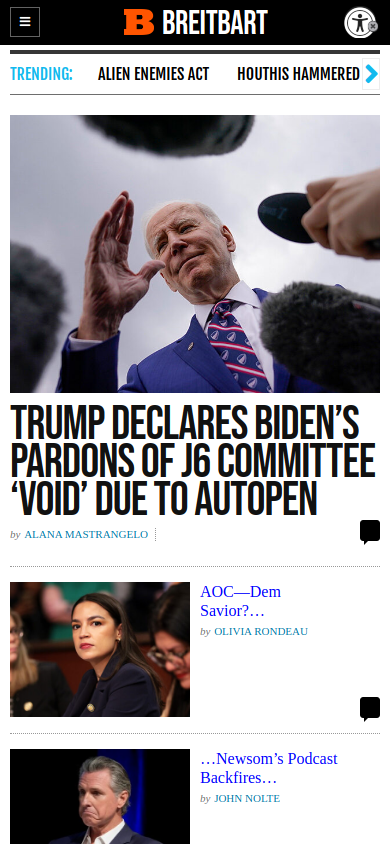 B BREITBART
TRENDING:
ALIEN ENEMIES ACT
HOUTHIS HAMMERED
TRUMP DECLARES BIDEN’S
PARDONS OF J6 COMMITTEE
‘VOID’ DUE TO AUTOPEN
by ALANA MASTRANGELO
AOC—Dem
Savior?…
by OLIVIA RONDEAU
…Newsom’s Podcast
Backfires…
by JOHN NOLTE